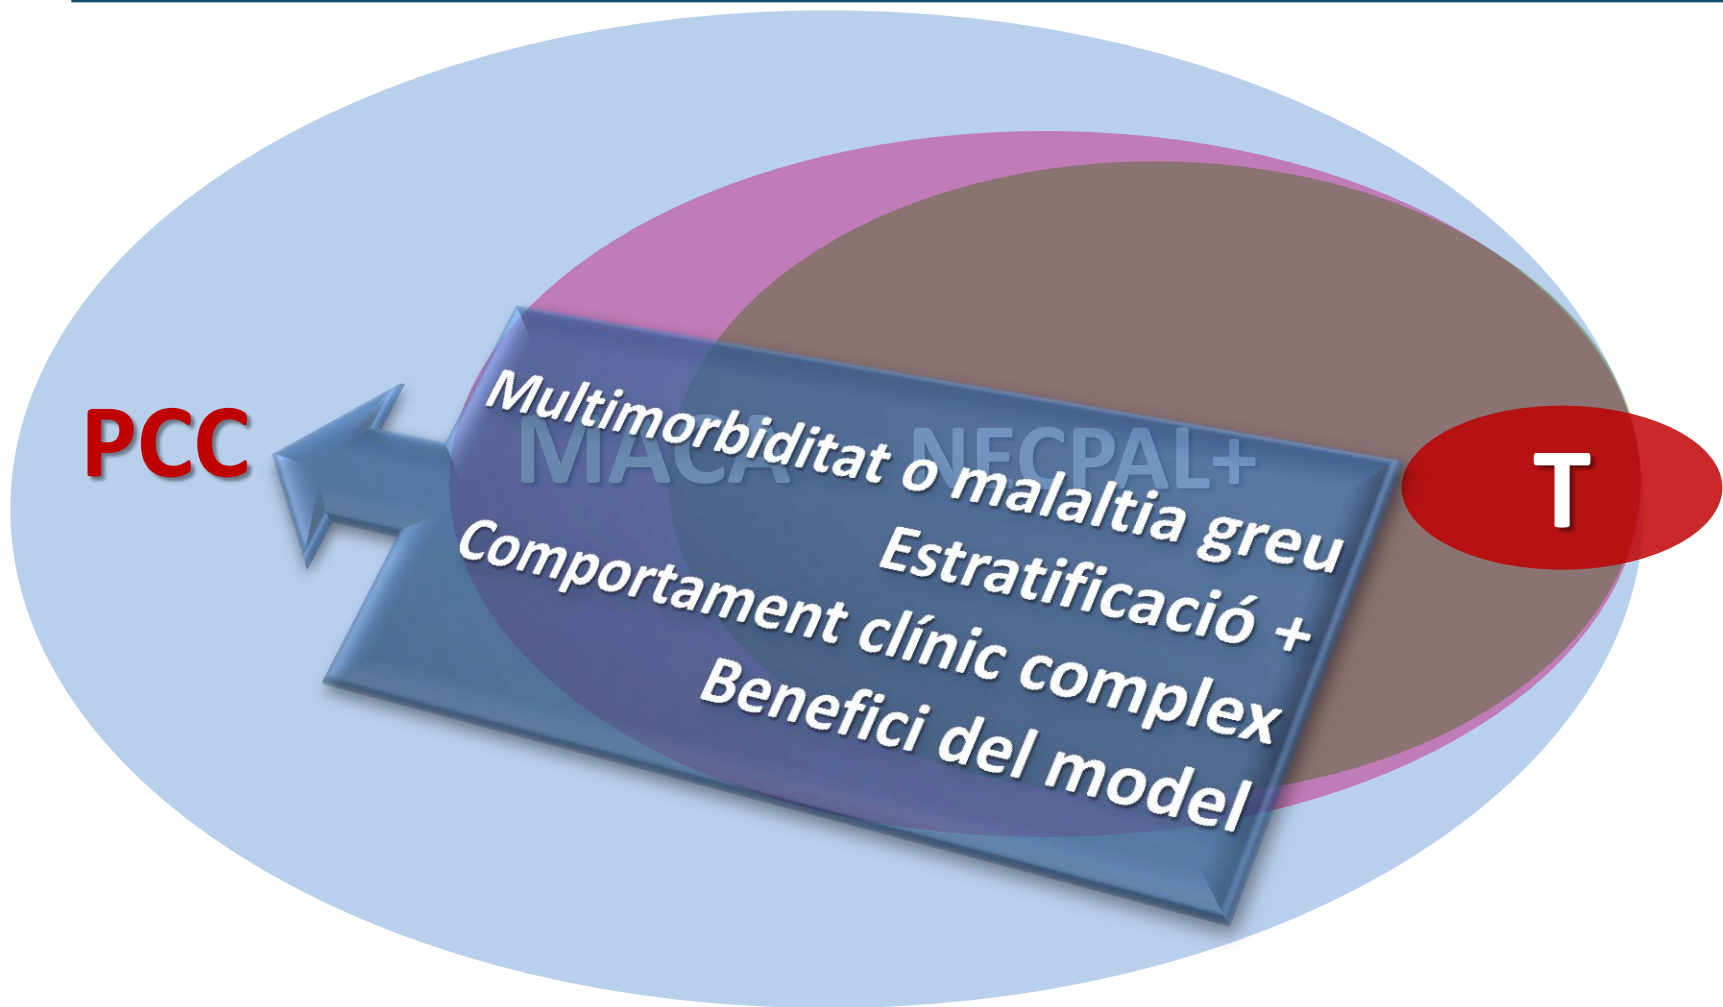 PCC
MACA
NECPAL+
T
Multimorbiditat o malaltia greu
Estratificació +
Comportament clínic complex
Benefici del model